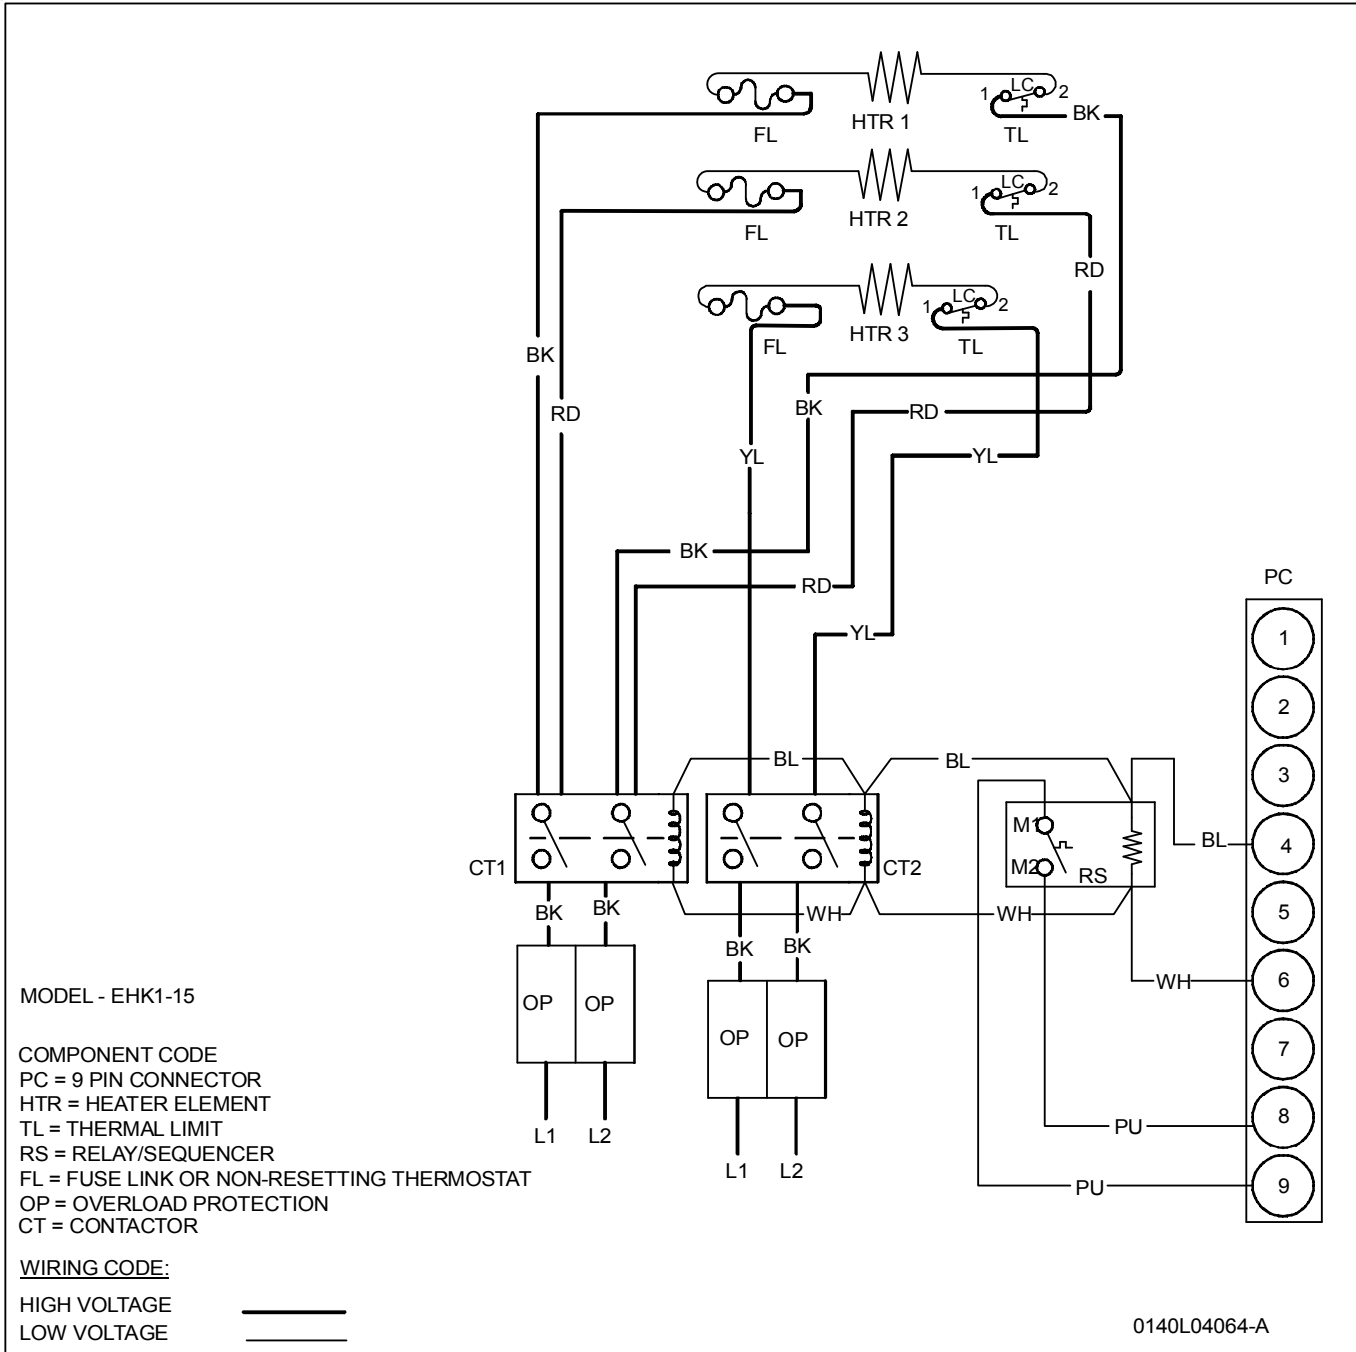 LC
1
2
BK
HTR 1
FL
TL
LC
1
2
HTR 2
FL
TL
RD
LC
1
2
HTR 3
FL
TL
BK
BK
RD
RD
YL
YL
BK
RD
YL
PC
1
2
3
4
5
6
7
8
9
BL
BL
M1
M2
RS
BL
CT1
CT2
BK
BK
WH
WH
BK
BK
WH
OP
OP
OP
OP
PU
PU
L1
L2
L1
L2
MODEL - EHK1-15
COMPONENT CODE
PC = 9 PIN CONNECTOR
HTR = HEATER ELEMENT
TL = THERMAL LIMIT
RS = RELAY/SEQUENCER
FL = FUSE LINK OR NON-RESETTING THERMOSTAT
OP = OVERLOAD PROTECTION
CT = CONTACTOR
WIRING CODE:
HIGH VOLTAGE
LOW VOLTAGE
0140L04064-A